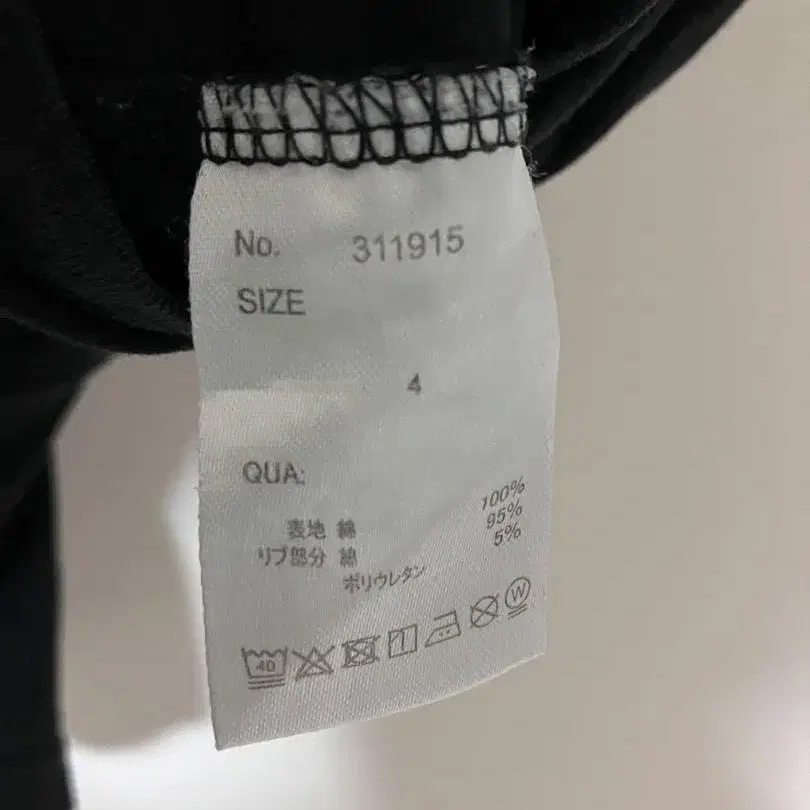 No. 311915
SIZE
4
QUA:
表地 綿 100%
リブ部分 綿 95%
ポリウレタン 5%
40 W